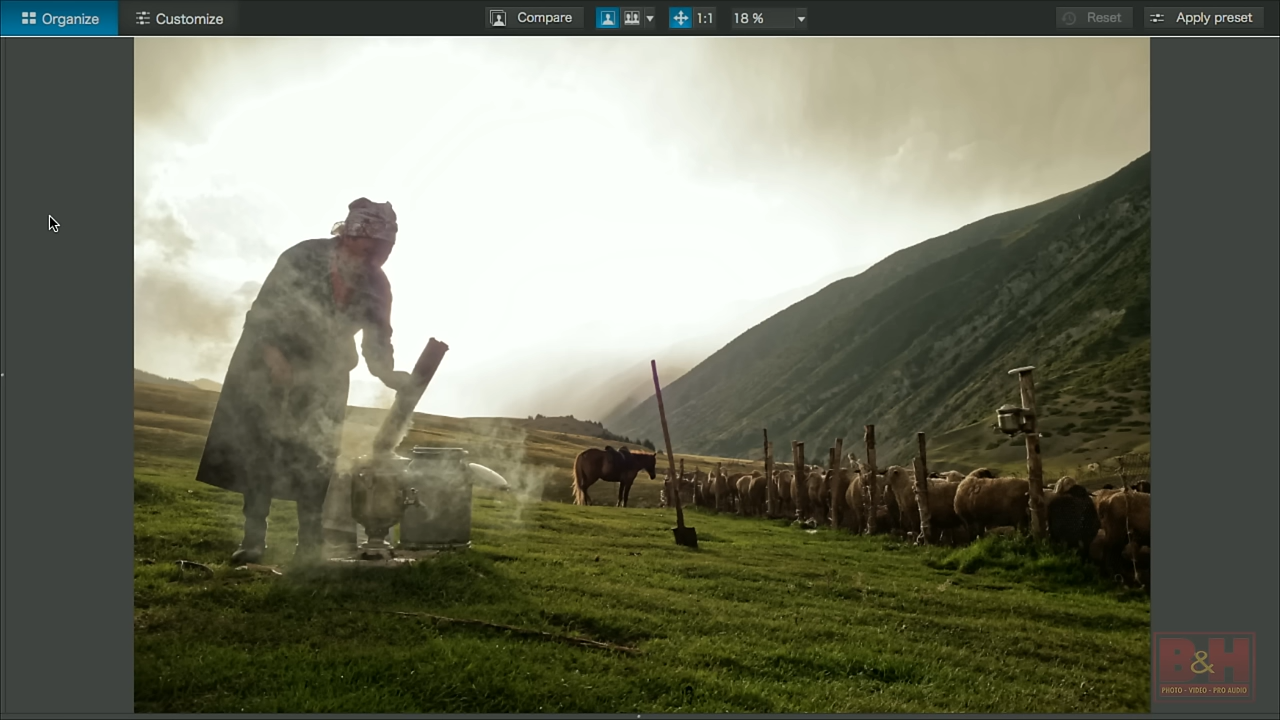 Organize
Customize
Compare
1:1
18 %
Reset
Apply preset
B&H
PHOTO - VIDEO - PRO AUDIO